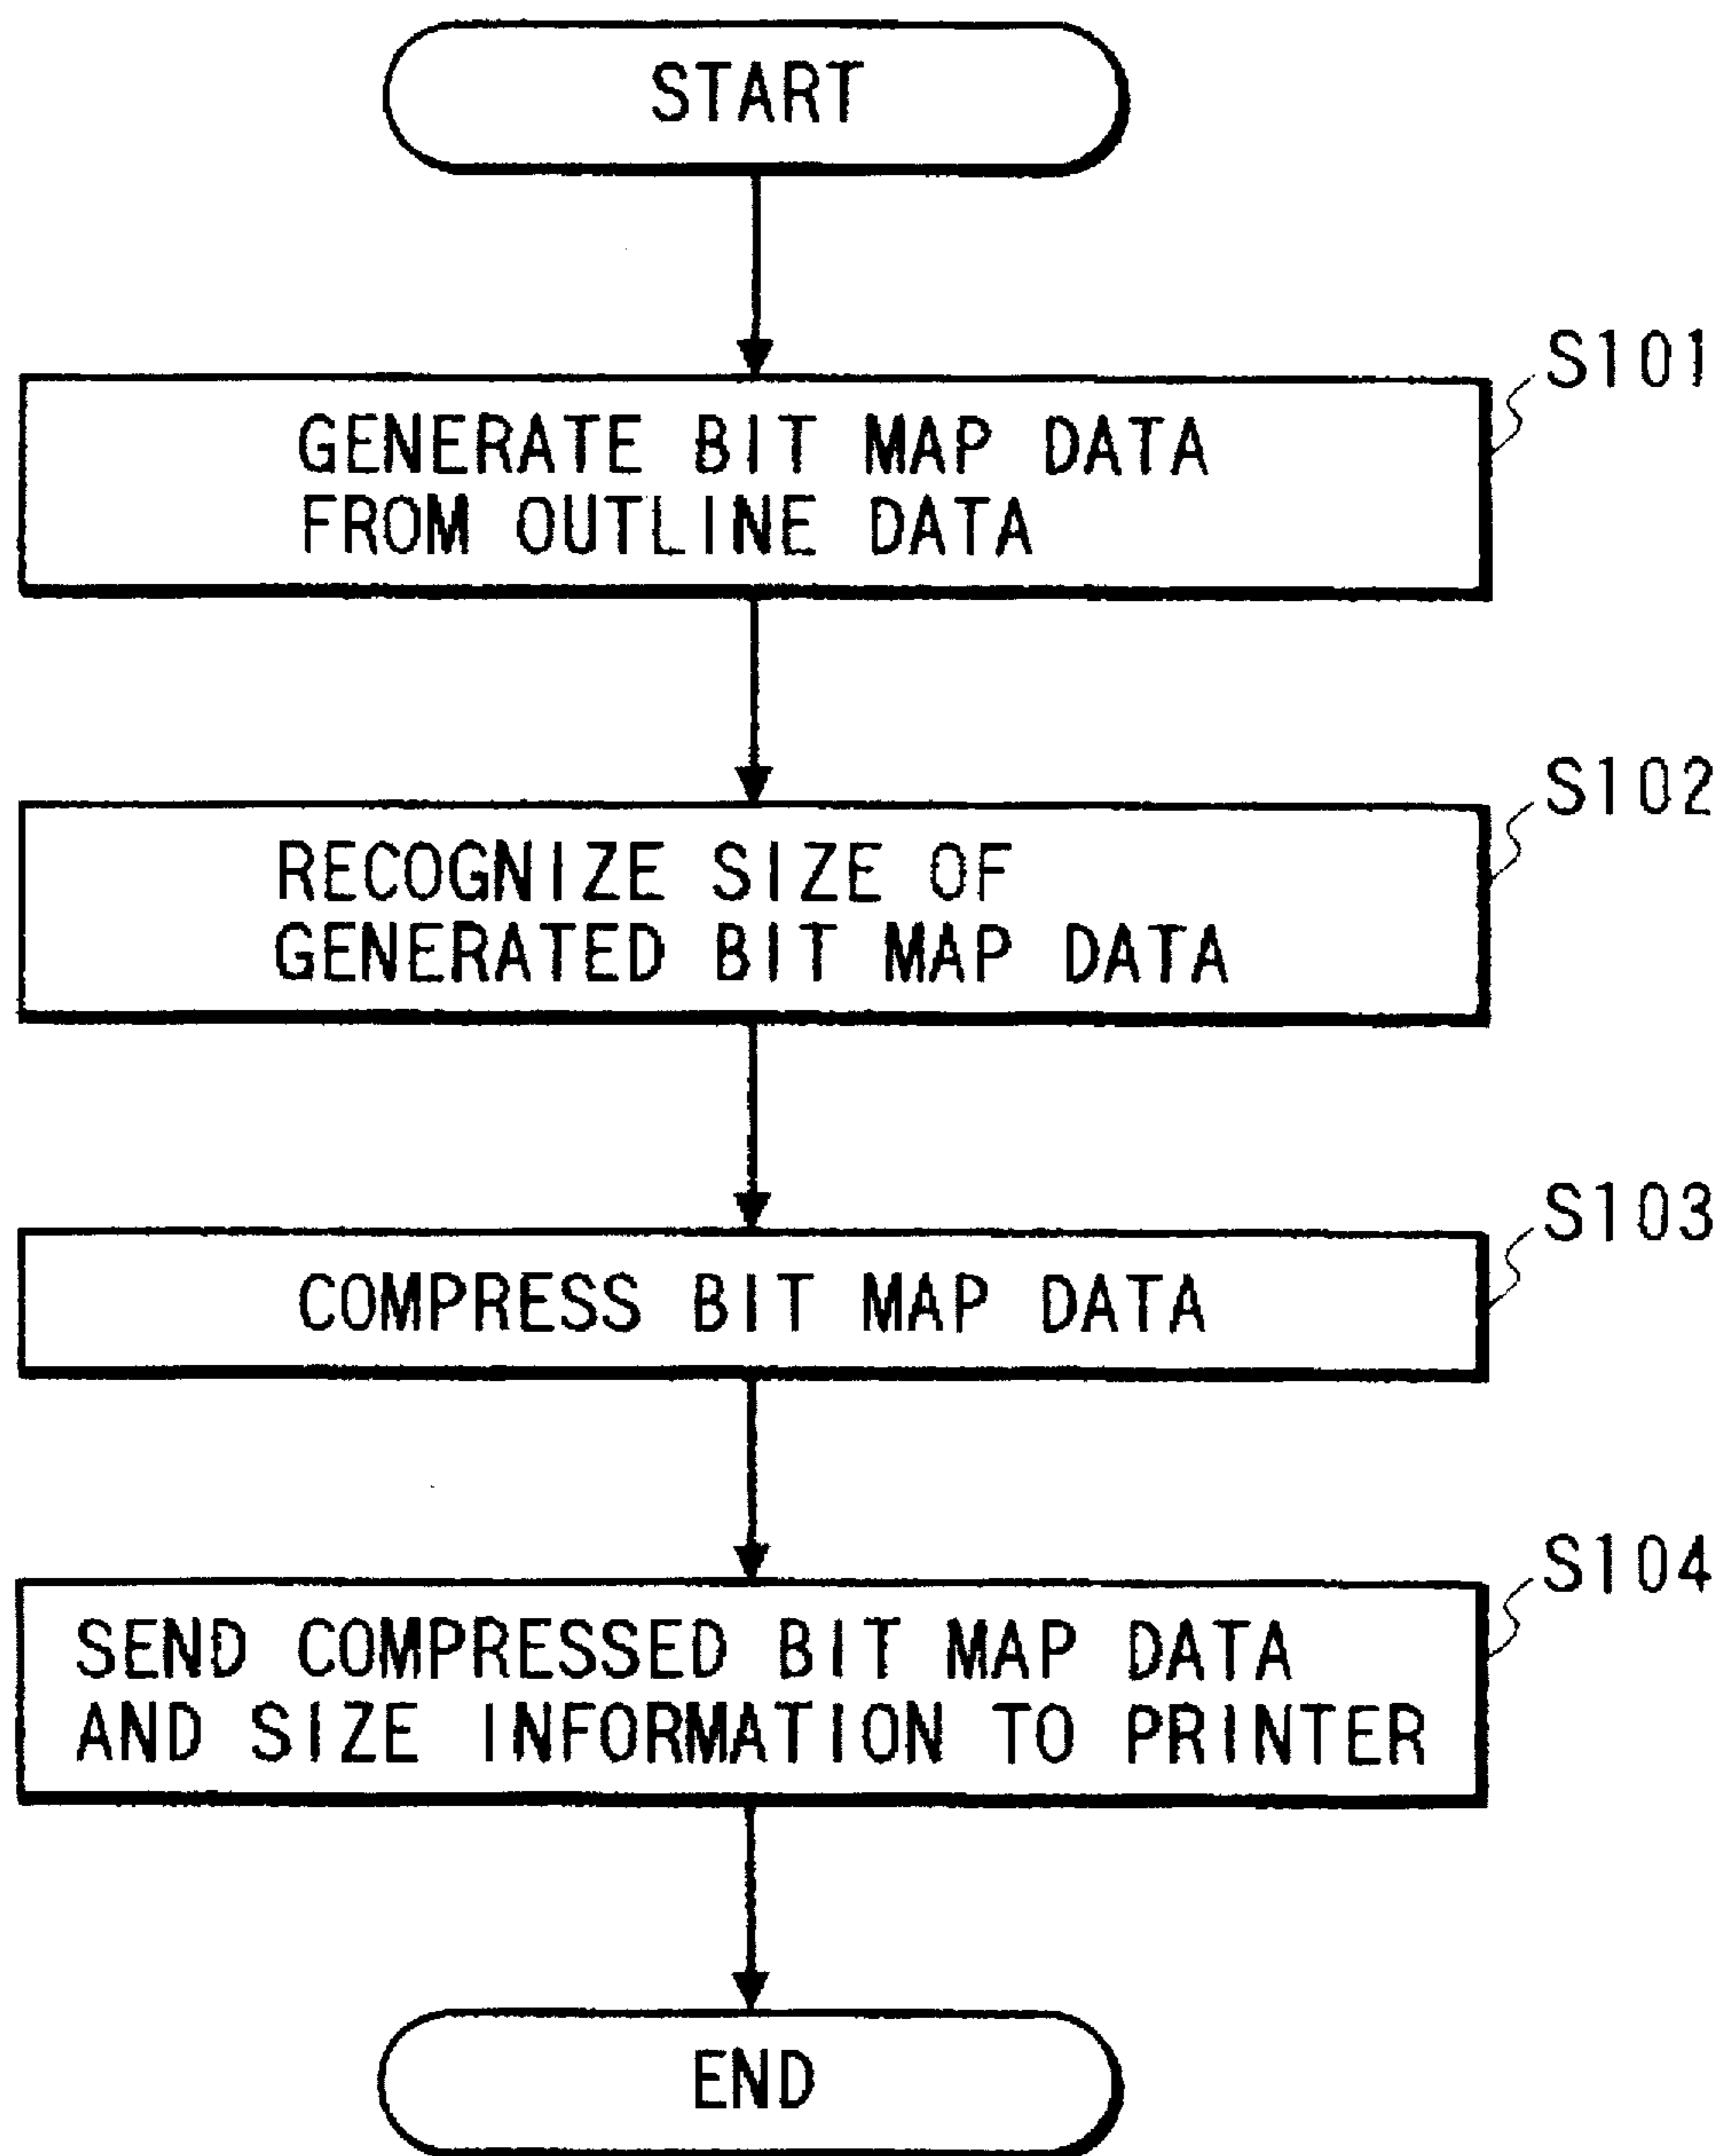 START
S101
GENERATE BIT MAP DATA
FROM OUTLINE DATA
S102
RECOGNIZE SIZE OF
GENERATED BIT MAP DATA
S103
COMPRESS BIT MAP DATA
S104
SEND COMPRESSED BIT MAP DATA
AND SIZE INFORMATION TO PRINTER
END